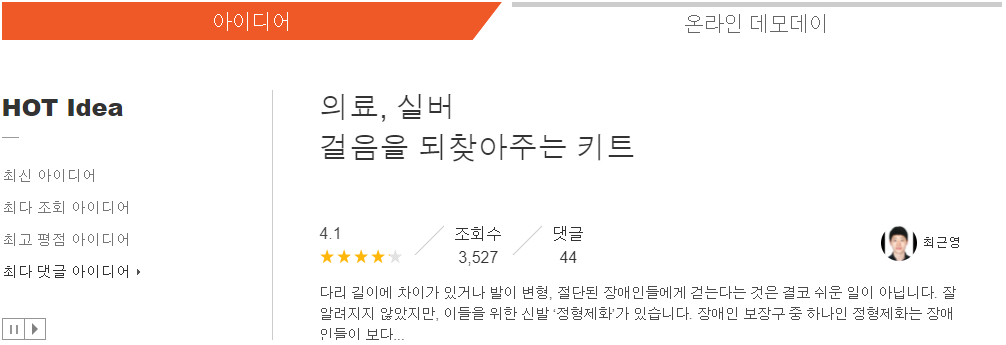 아이디어
온라인 데모데이
HOT Idea
최신 아이디어
최다 조회 아이디어
최고 평점 아이디어
최다 댓글 아이디어
의료, 실버
걸음을 되찾아주는 키트
4.1
조회수
3,527
댓글
44
최근영
다리 길이에 차이가 있거나 발이 변형, 절단된 장애인들에게 걷는다는 것은 결코 쉬운 일이 아닙니다. 잘
알려지지 않았지만, 이들을 위한 신발 ‘정형제화’가 있습니다. 장애인 보장구 중 하나인 정형제화는 장애
인들이 보다...